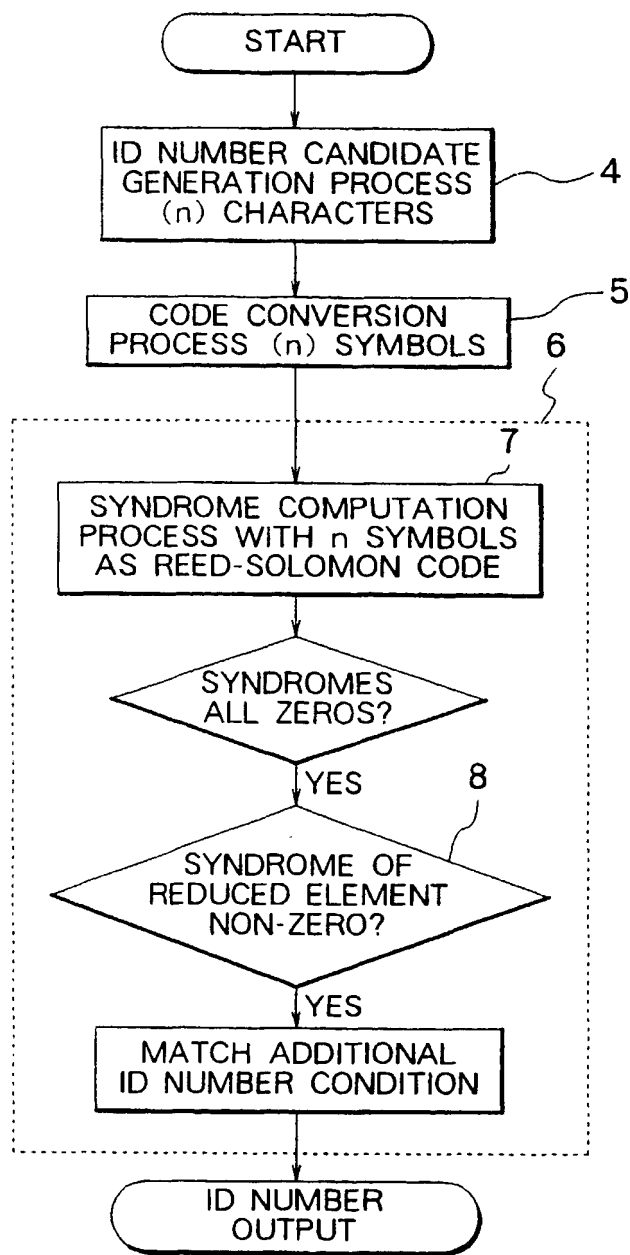 START
ID NUMBER CANDIDATE
GENERATION PROCESS
(n) CHARACTERS
4
CODE CONVERSION
PROCESS (n) SYMBOLS
5
6
7
SYNDROME COMPUTATION
PROCESS WITH n SYMBOLS
AS REED-SOLOMON CODE
SYNDROMES
ALL ZEROS?
YES
8
SYNDROME OF
REDUCED ELEMENT
NON-ZERO?
YES
MATCH ADDITIONAL
ID NUMBER CONDITION
ID NUMBER
OUTPUT